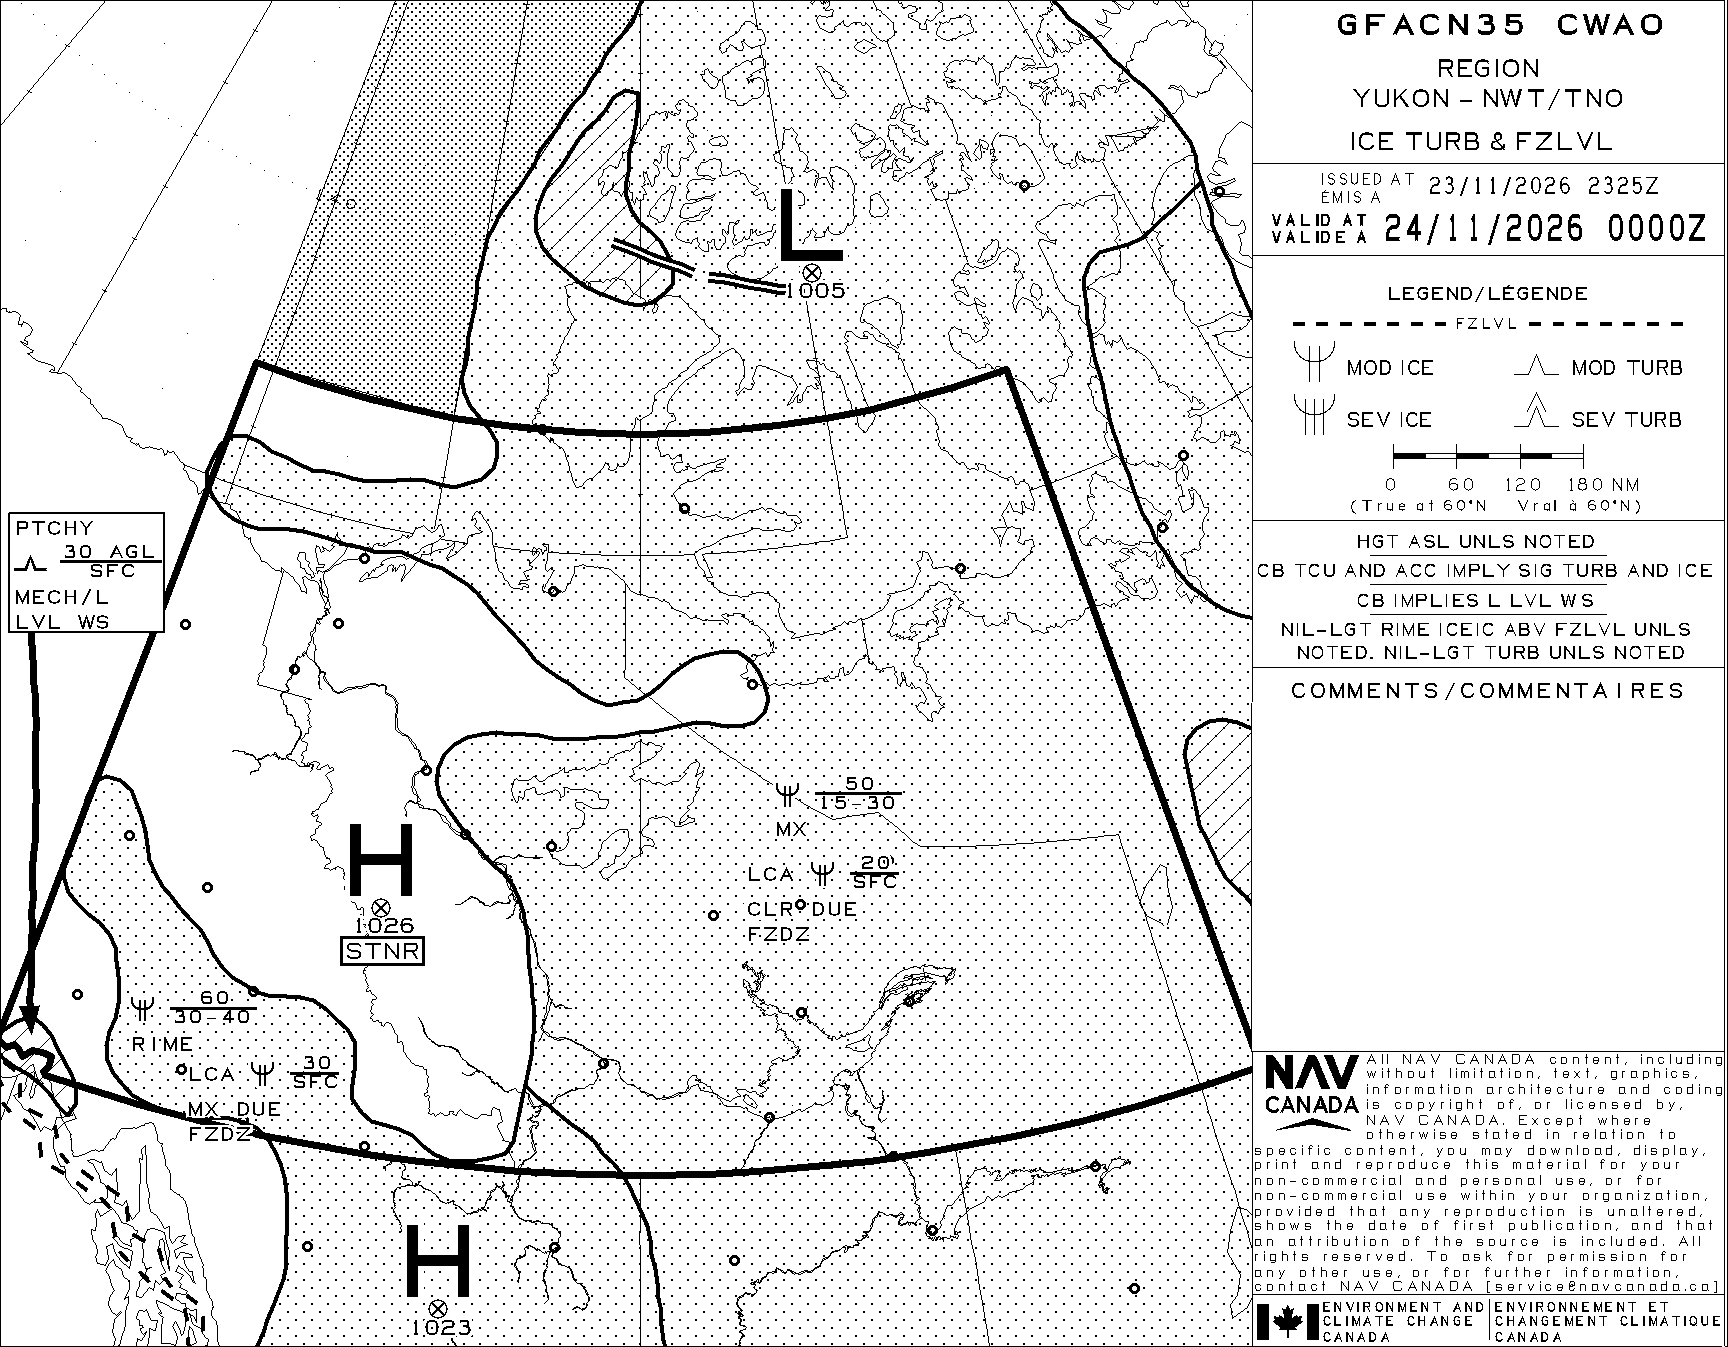 GFACN35 CWAO
REGION
YUKON - NWT/TNO
ICE TURB & FZLVL
ISSUED AT
ÉMIS A
23/11/2026 2325Z
VALID AT
VALIDE A
24/11/2026 0000Z
LEGEND/LÉGENDE
FZLVL
MOD ICE
MOD TURB
SEV ICE
SEV TURB
0 60 120 180 NM
(True at 60°N Vrai à 60°N)
HGT ASL UNLS NOTED
CB TCU AND ACC IMPLY SIG TURB AND ICE
CB IMPLIES L LVL WS
NIL-LGT RIME ICEIC ABV FZLVL UNLS
NOTED. NIL-LGT TURB UNLS NOTED
COMMENTS/COMMENTAIRES
L
1005
PTCHY
30 AGL
SFC
MECH/L
LVL WS
50
15-30
MX
LCA
20
SFC
CLR DUE
FZDZ
H
1026
STNR
60
30-40
RIME
LCA
30
SFC
MX DUE
FZDZ
H
1023
NAV
CANADA
All NAV CANADA content, including
without limitation, text, graphics,
information architecture and coding
is copyright of, or licensed by,
NAV CANADA. Except where
otherwise stated in relation to
specific content, you may download, display,
print and reproduce this material for your
non-commercial and personal use, or for
non-commercial use within your organization,
provided that any reproduction is unaltered,
shows the date of first publication, and that
an attribution of the source is included. All
rights reserved. To ask for permission for
any other use, or for further information,
contact NAV CANADA [service@navcanada.ca]
ENVIRONMENT AND
CLIMATE CHANGE
CANADA
ENVIRONNEMENT ET
CHANGEMENT CLIMATIQUE
CANADA